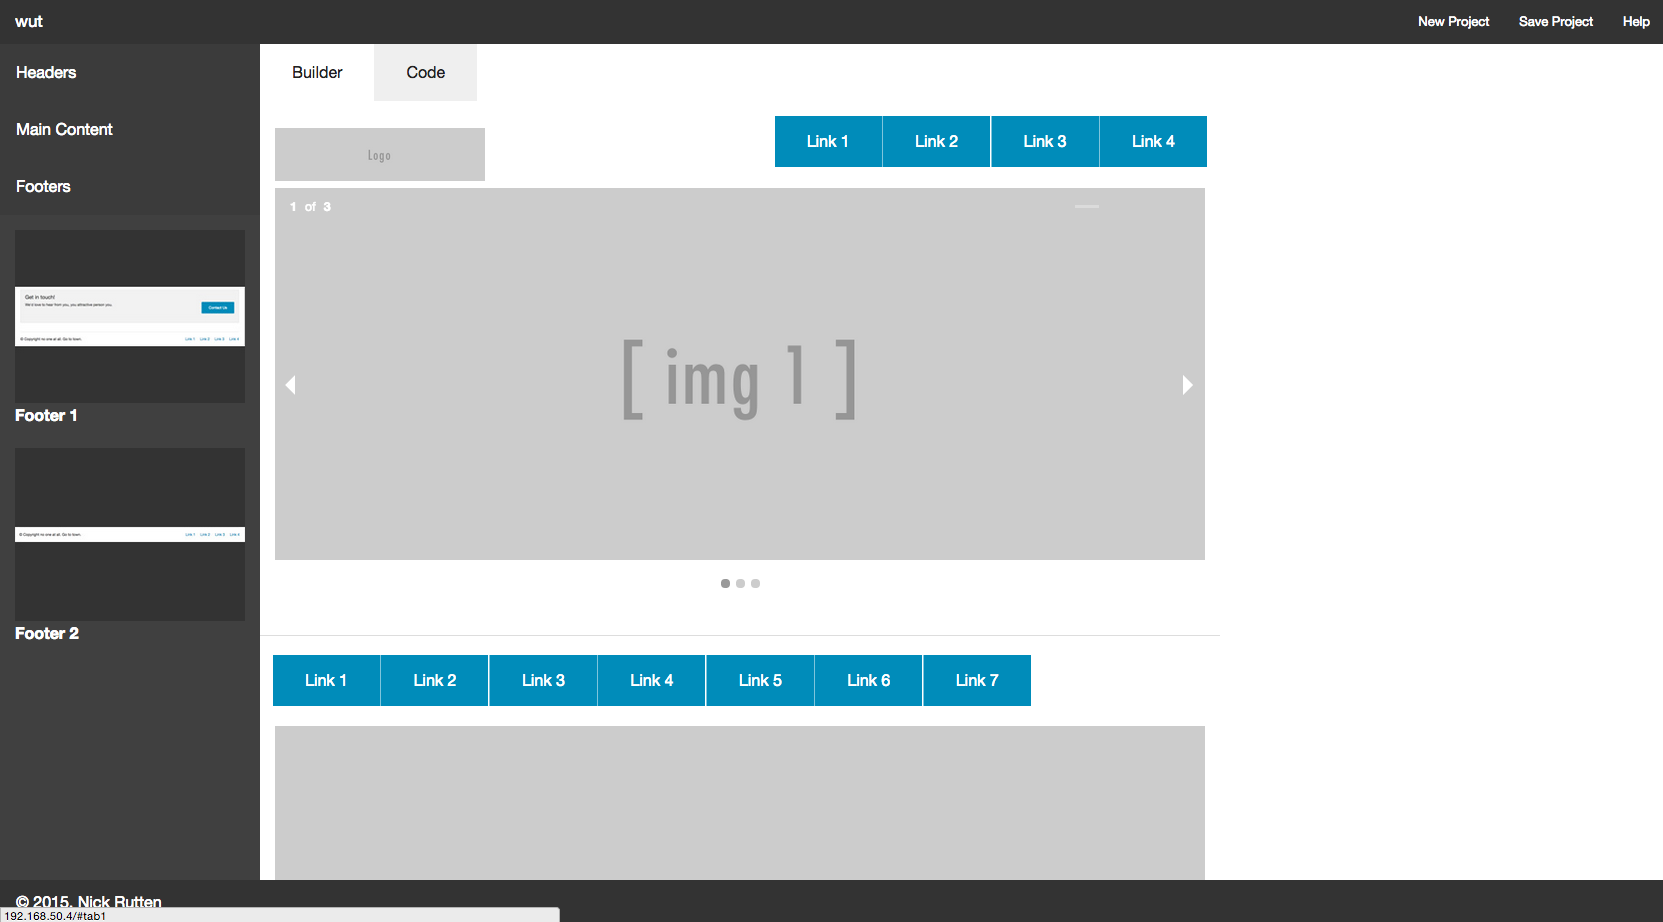 wut
New Project Save Project Help
Headers
Main Content
Footers
Get in touch!
We'd love to hear from you, you attractive person you.
Contact Us
© Copyright no one at all. Go to town.
Link 1 Link 2 Link 3 Link 4
Footer 1
© Copyright no one at all. Go to town.
Link 1 Link 2 Link 3 Link 4
Footer 2
Builder Code
Logo
Link 1 Link 2 Link 3 Link 4
1 of 3
[ img 1 ]
Link 1 Link 2 Link 3 Link 4 Link 5 Link 6 Link 7
© 2015. Nick Rutten
192.168.50.4/#tab1